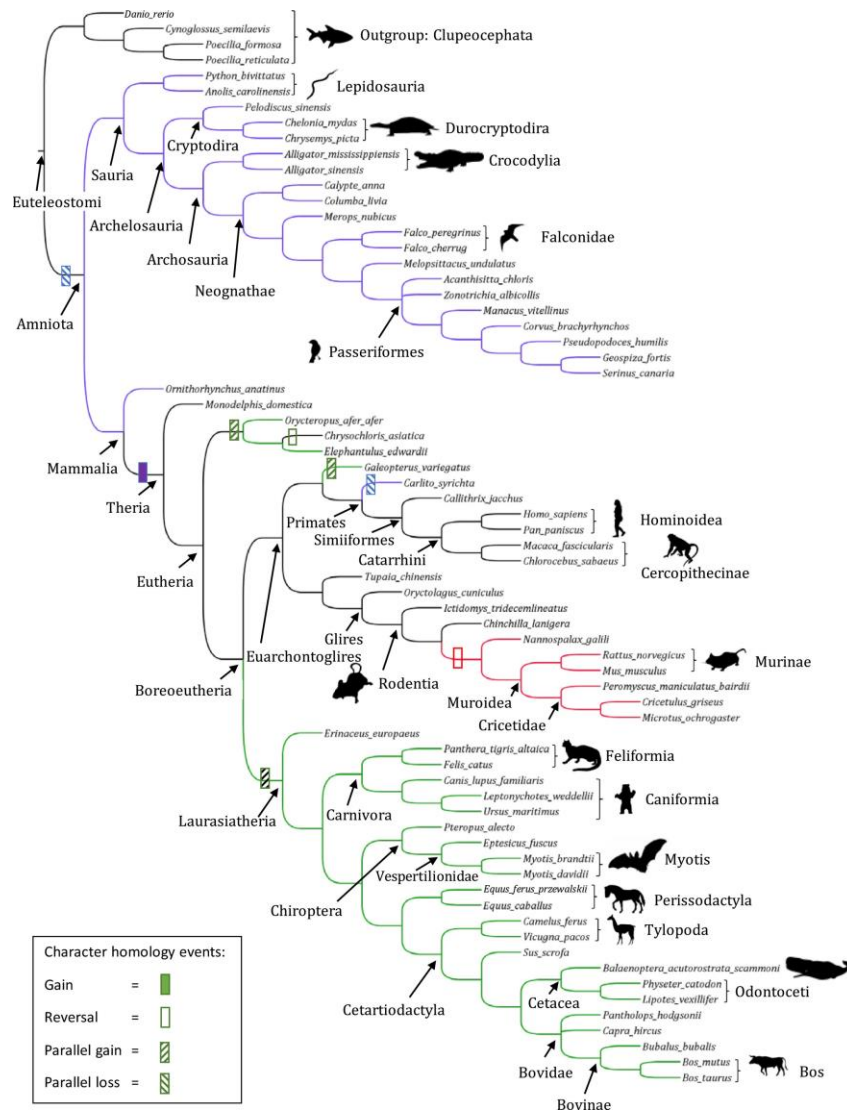 Danio_rerio
Cynoglossus_semilaevis
Poecilia_formosa
Poecilia_reticulata
Outgroup: Clupeocephata
Python_bivittatus
Anolis_carolinensis
Lepidosauria
Pelodiscus_sinensis
Chelonia_mydas
Chrysemys_picta
Durocryptodira
Cryptodira
Alligator_mississippiensis
Alligator_sinensis
Crocodylia
Sauria
Calypte_anna
Columba_livia
Euteleostomi
Merops_nubicus
Archelosauria
Falco_peregrinus
Falco_cherrug
Falconidae
Archosauria
Melopsittacus_undulatus
Neognathae
Acanthisitta_chloris
Zonotrichia_albicollis
Manacus_vitellinus
Amniota
Corvus_brachyrhynchos
Pseudopodoces_humilis
Passeriformes
Geospiza_fortis
Serinus_canaria
Ornithorhynchus_anatinus
Monodelphis_domestica
Orycteropus_afer_afer
Chrysochloris_asiatica
Elephantulus_edwardii
Mammalia
Galeopterus_variegatus
Carlito_syrichta
Theria
Callithrix_jacchus
Primates
Homo_sapiens
Pan_paniscus
Hominoidea
Simiiformes
Catarrhini
Macaca_fascicularis
Chlorocebus_sabaeus
Cercopithecinae
Eutheria
Tupaia_chinensis
Oryctolagus_cuniculus
Ictidomys_tridecemlineatus
Glires
Chinchilla_lanigera
Euarchontoglires
Nannospalax_galili
Boreoeutheria
Rodentia
Rattus_norvegicus
Mus_musculus
Murinae
Muroidea
Peromyscus_maniculatus_bairdii
Cricetidae
Cricetulus_griseus
Microtus_ochrogaster
Erinaceus_europaeus
Panthera_tigris_altaica
Felis_catus
Feliformia
Canis_lupus_familiaris
Laurasiatheria
Carnivora
Leptonychotes_weddellii
Ursus_maritimus
Caniformia
Pteropus_alecto
Eptesicus_fuscus
Vespertilionidae
Myotis_brandtii
Myotis_davidii
Myotis
Chiroptera
Equus_ferus_przewalskii
Equus_caballus
Perissodactyla
Camelus_ferus
Vicugna_pacos
Tylopoda
Sus_scrofa
Cetartiodactyla
Balaenoptera_acutorostrata_scammoni
Cetacea
Physeter_catodon
Lipotes_vexillifer
Odontoceti
Pantholops_hodgsonii
Capra_hircus
Bovidae
Bubalus_bubalis
Bovinae
Bos_mutus
Bos_taurus
Bos
Character homology events:
Gain =
Reversal =
Parallel gain =
Parallel loss =